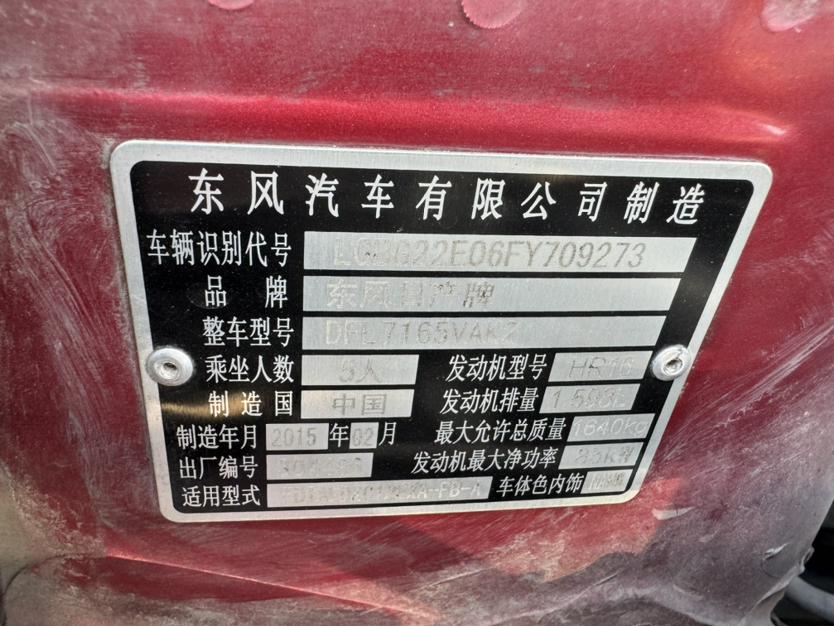 东风汽车有限公司制造
车辆识别代号 LGBG22E06FY709273
品牌 东风日产牌
整车型号 DFL7165VAKZ
乘坐人数 5人 发动机型号 HR16
制造国 中国 发动机排量 1.598L
制造年月 2015年02月 最大允许总质量 1640kg
出厂编号 发动机最大净功率
适用型式 车体色内饰